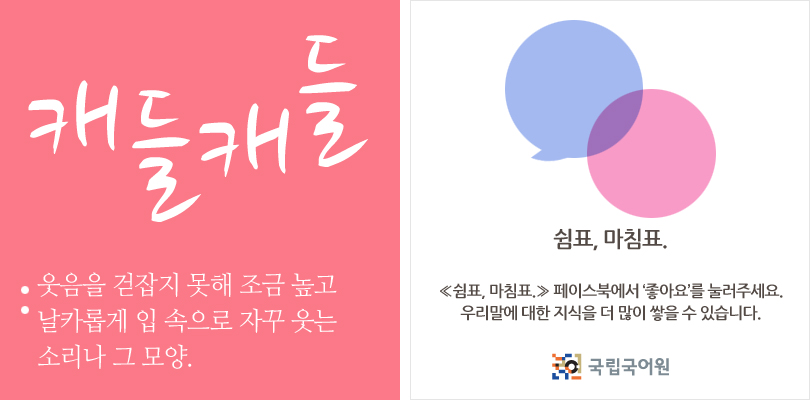 캐들캐들
: 웃음을 걷잡지 못해 조금 높고
날카롭게 입 속으로 자꾸 웃는
소리나 그 모양.
쉼표, 마침표.
≪쉼표, 마침표.≫ 페이스북에서 ‘좋아요’를 눌러주세요.
우리말에 대한 지식을 더 많이 쌓을 수 있습니다.
국립국어원